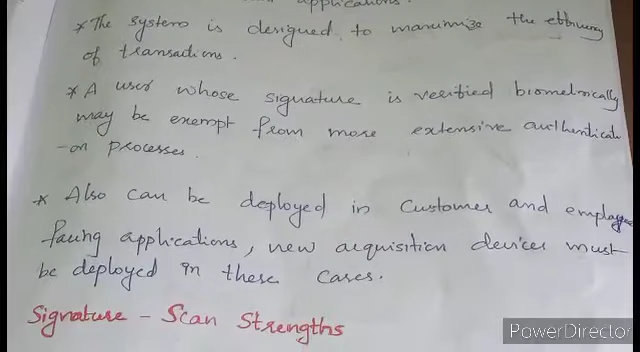 applications.
* The system is designed to maximize the efficiency
of transactions.
* A user whose signature is verified biometrically
may be exempt from more extensive authenticati
-on processes.
* Also can be deployed in customer and employee
facing applications, new acquisition devices must
be deployed in these cases.
Signature - Scan Strengths
PowerDirector